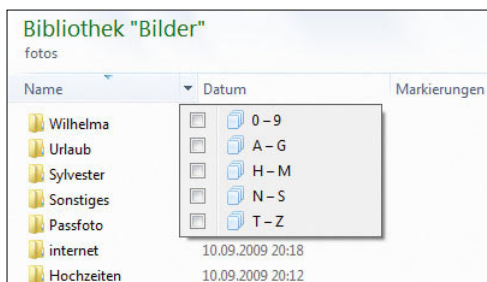 Bibliothek "Bilder"
fotos
Name Datum Markierungen
Wilhelma 0 – 9
Urlaub A – G
Sylvester H – M
Sonstiges N – S
Passfoto T – Z
internet 10.09.2009 20:18
Hochzeiten 10.09.2009 20:12